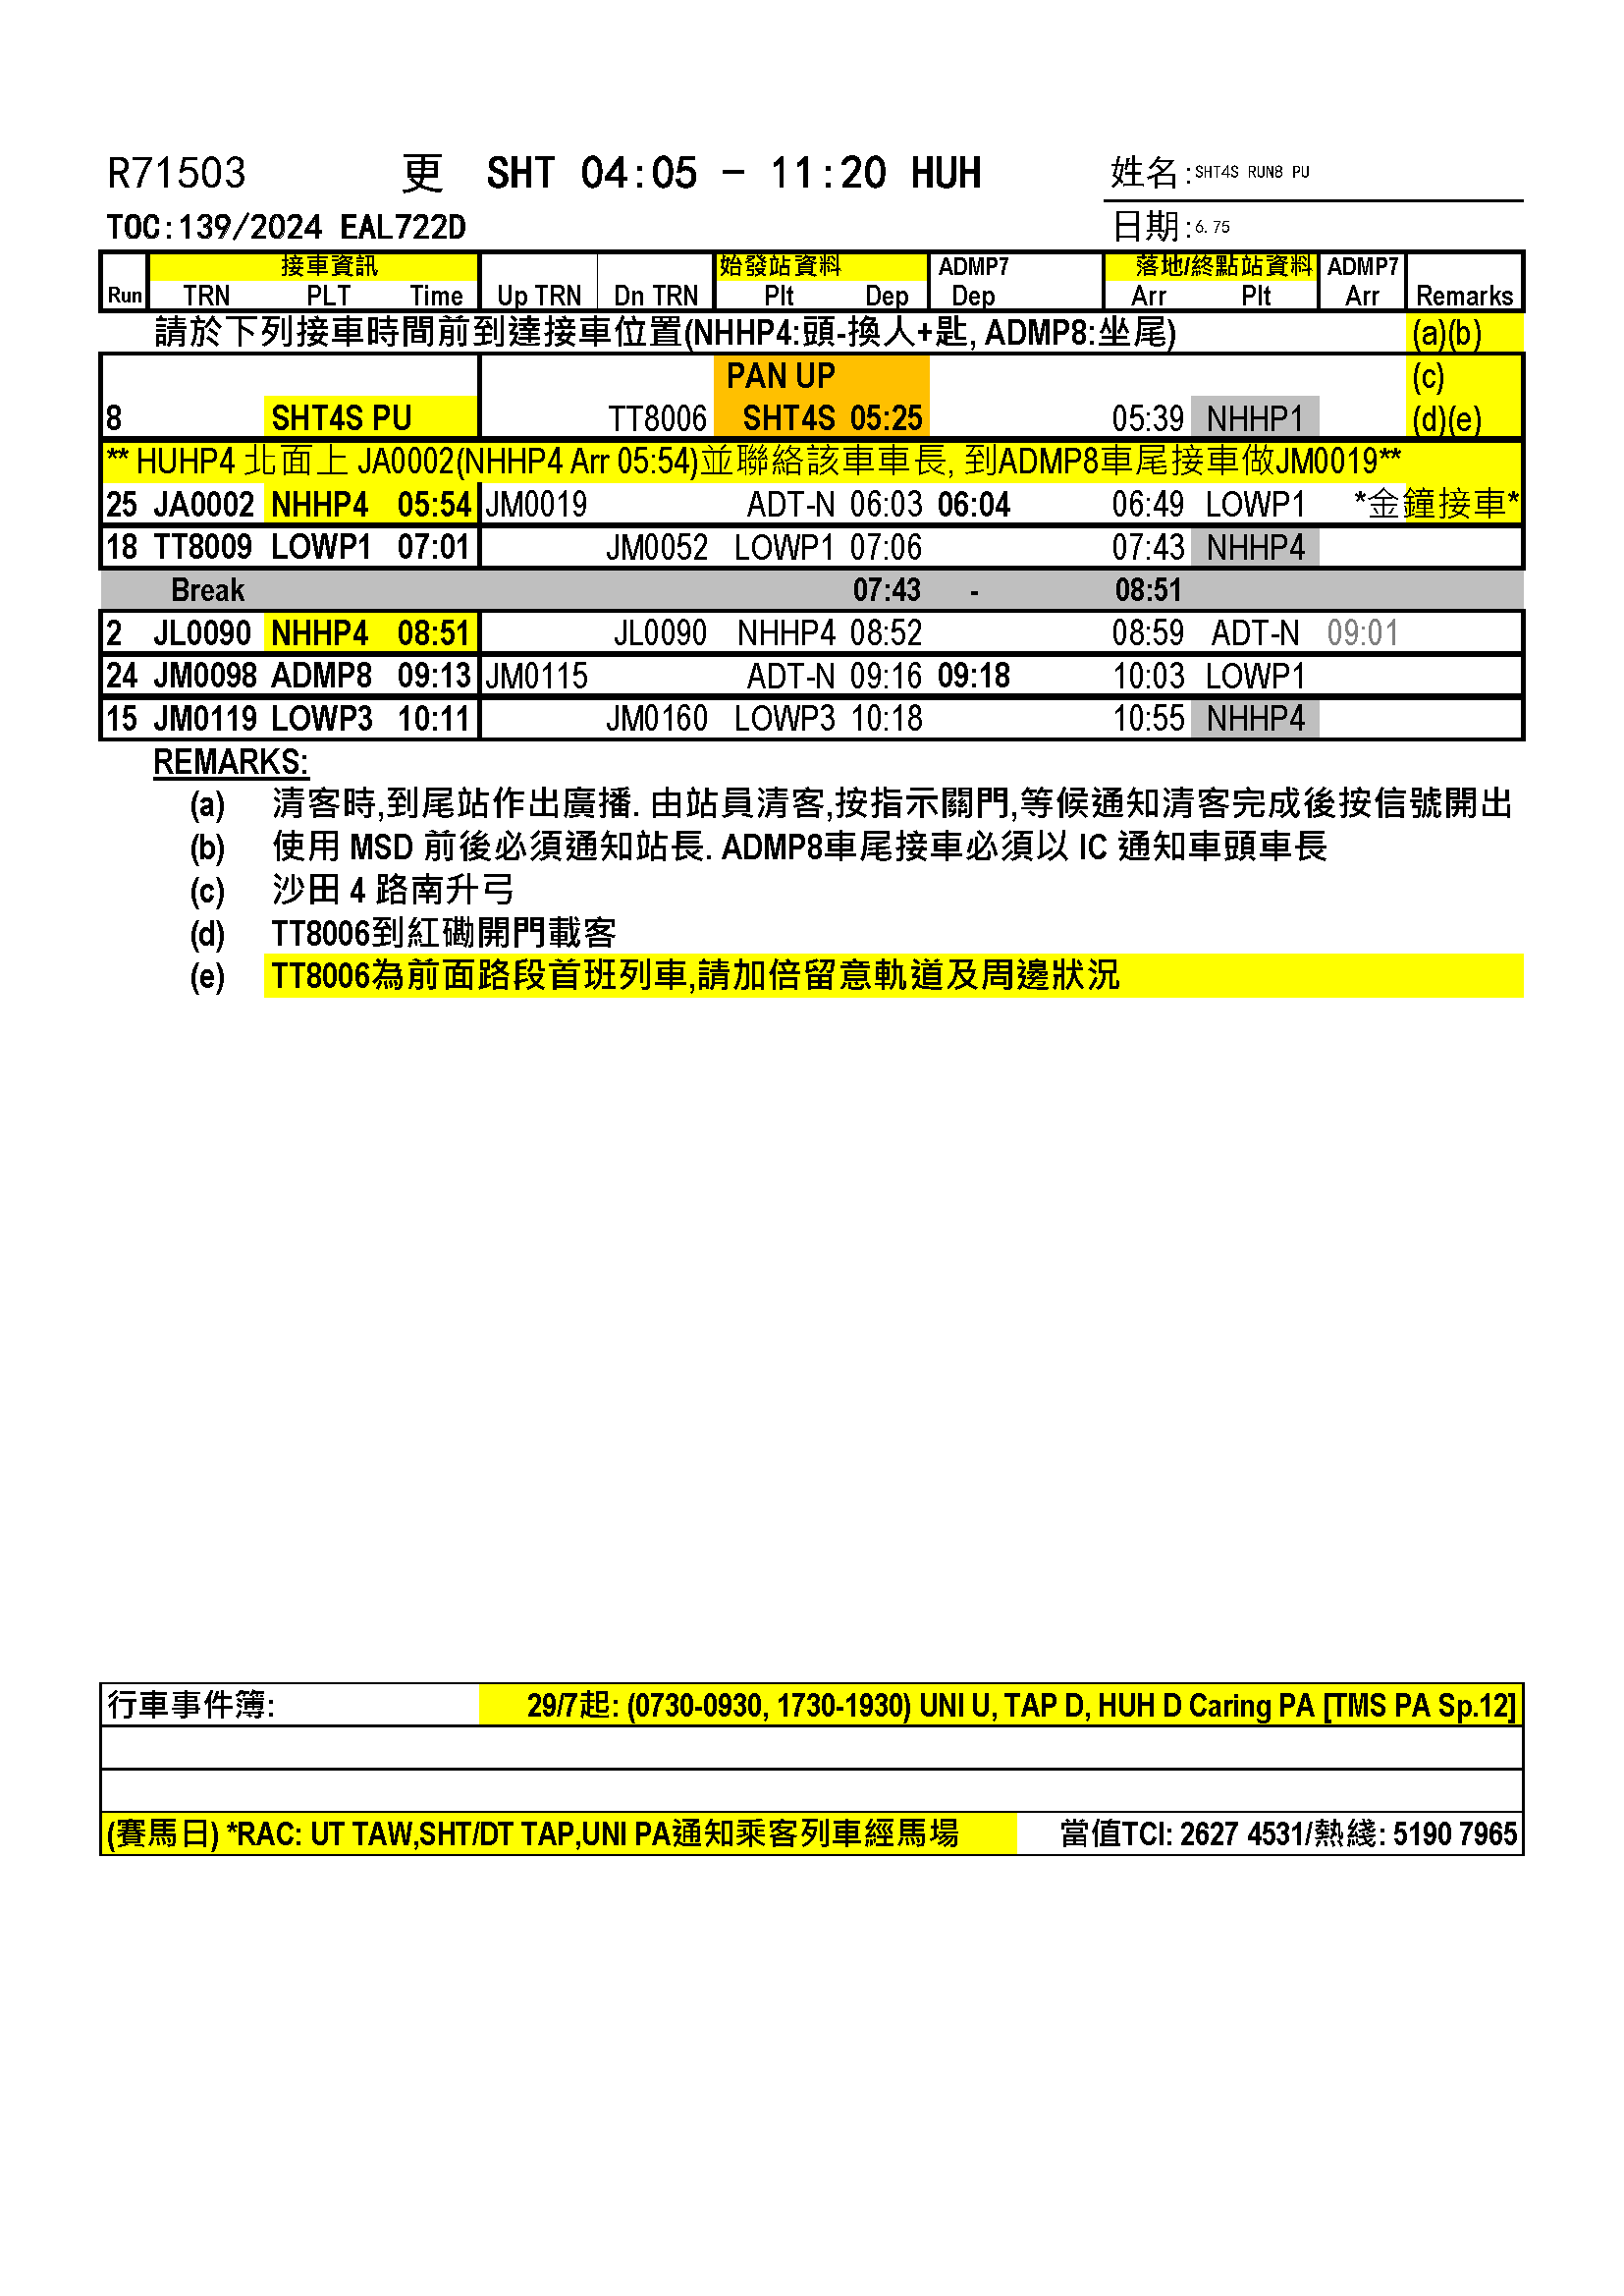 R71503 更 SHT 04:05 - 11:20 HUH 姓名:SHT4S RUN8 PU
TOC:139/2024 EAL722D 日期:6.75
接車資訊 始發站資料 ADMP7 落地/終點站資料 ADMP7
Run TRN PLT Time Up TRN Dn TRN Plt Dep Dep Arr Plt Arr Remarks
請於下列接車時間前到達接車位置(NHHP4:頭-換人+匙, ADMP8:坐尾) (a)(b)
PAN UP (c)
8 SHT4S PU TT8006 SHT4S 05:25 05:39 NHHP1 (d)(e)
** HUHP4 北面上 JA0002(NHHP4 Arr 05:54)並聯絡該車車長, 到ADMP8車尾接車做JM0019**
25 JA0002 NHHP4 05:54 JM0019 ADT-N 06:03 06:04 06:49 LOWP1 *金鐘接車*
18 TT8009 LOWP1 07:01 JM0052 LOWP1 07:06 07:43 NHHP4
Break 07:43 - 08:51
2 JL0090 NHHP4 08:51 JL0090 NHHP4 08:52 08:59 ADT-N 09:01
24 JM0098 ADMP8 09:13 JM0115 ADT-N 09:16 09:18 10:03 LOWP1
15 JM0119 LOWP3 10:11 JM0160 LOWP3 10:18 10:55 NHHP4
REMARKS:
(a) 清客時,到尾站作出廣播. 由站員清客,按指示關門,等候通知清客完成後按信號開出
(b) 使用 MSD 前後必須通知站長. ADMP8車尾接車必須以 IC 通知車頭車長
(c) 沙田 4 路南升弓
(d) TT8006到紅磡開門載客
(e) TT8006為前面路段首班列車,請加倍留意軌道及周邊狀況
行車事件簿: 29/7起: (0730-0930, 1730-1930) UNI U, TAP D, HUH D Caring PA [TMS PA Sp.12]
(賽馬日) *RAC: UT TAW,SHT/DT TAP,UNI PA通知乘客列車經馬場 當值TCI: 2627 4531/熱綫: 5190 7965